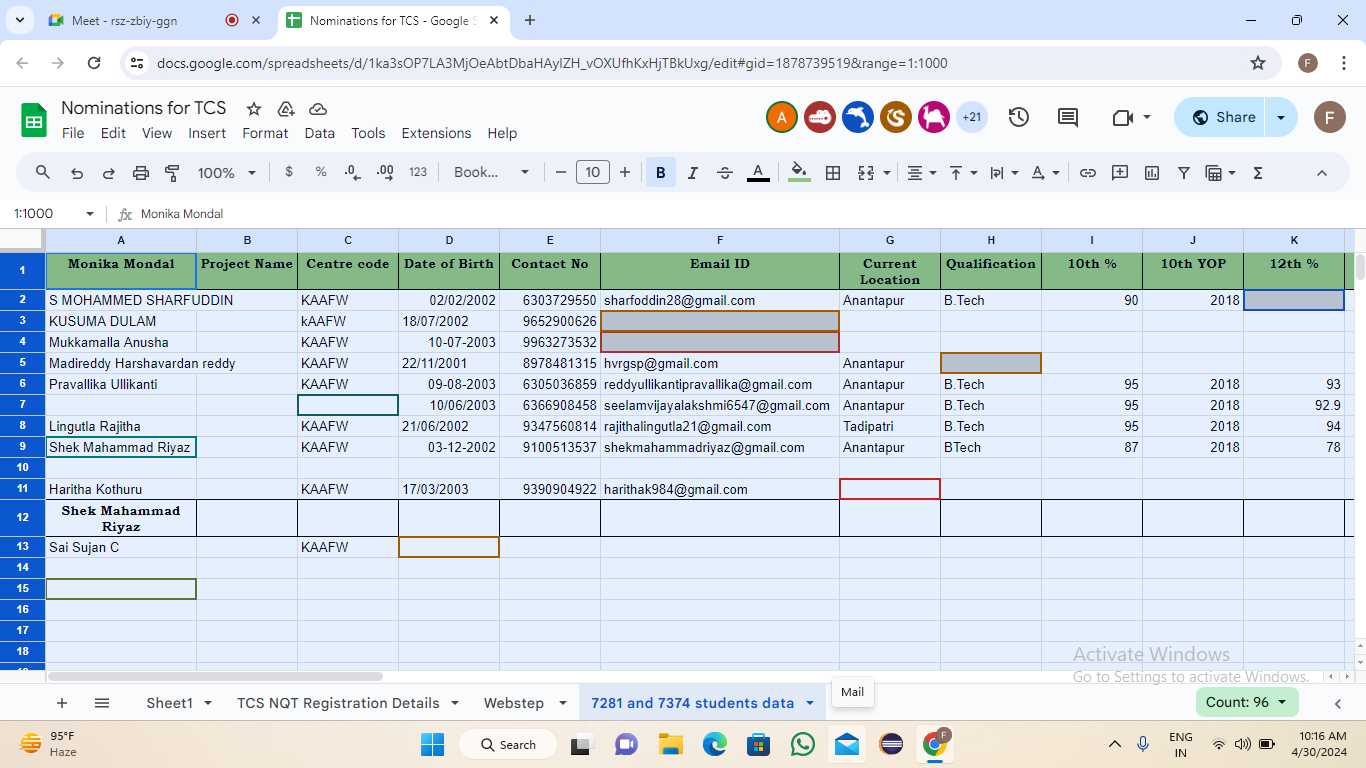 Meet - rsz-zbiy-ggn
Nominations for TCS - Google S
docs.google.com/spreadsheets/d/1ka3sOP7LA3MjOeAbtDbaHAyIZH_vOXUfhKxHjTBkUxg/edit#gid=1878739519&range=1:1000
F
Nominations for TCS
A +21 Share F
File Edit View Insert Format Data Tools Extensions Help
100% $ % .0 .00 123 Book... 10 B I A A Σ
1:1000 fx Monika Mondal
A B C D E F G H I J K
1 Monika Mondal Project Name Centre code Date of Birth Contact No Email ID Current Location Qualification 10th % 10th YOP 12th %
2 S MOHAMMED SHARFUDDIN KAAFW 02/02/2002 6303729550 sharfoddin28@gmail.com Anantapur B.Tech 90 2018
3 KUSUMA DULAM kAAFW 18/07/2002 9652900626
4 Mukkamalla Anusha KAAFW 10-07-2003 9963273532
5 Madireddy Harshavardan reddy KAAFW 22/11/2001 8978481315 hvrgsp@gmail.com Anantapur
6 Pravallika Ullikanti KAAFW 09-08-2003 6305036859 reddyullikantipravallika@gmail.com Anantapur B.Tech 95 2018 93
7 10/06/2003 6366908458 seelamvijayalakshmi6547@gmail.com Anantapur B.Tech 95 2018 92.9
8 Lingutla Rajitha KAAFW 21/06/2002 9347560814 rajithalingutla21@gmail.com Tadipatri B.Tech 95 2018 94
9 Shek Mahammad Riyaz KAAFW 03-12-2002 9100513537 shekmahammadriyaz@gmail.com Anantapur BTech 87 2018 78
10
11 Haritha Kothuru KAAFW 17/03/2003 9390904922 harithak984@gmail.com
12 Shek Mahammad Riyaz
13 Sai Sujan C KAAFW
14
15
16
17
18
Activate Windows
Go to Settings to activate Windows.
Sheet1 TCS NQT Registration Details Webstep 7281 and 7374 students data Mail Count: 96
95°F
Haze
Search
F
ENG
IN
10:16 AM
4/30/2024